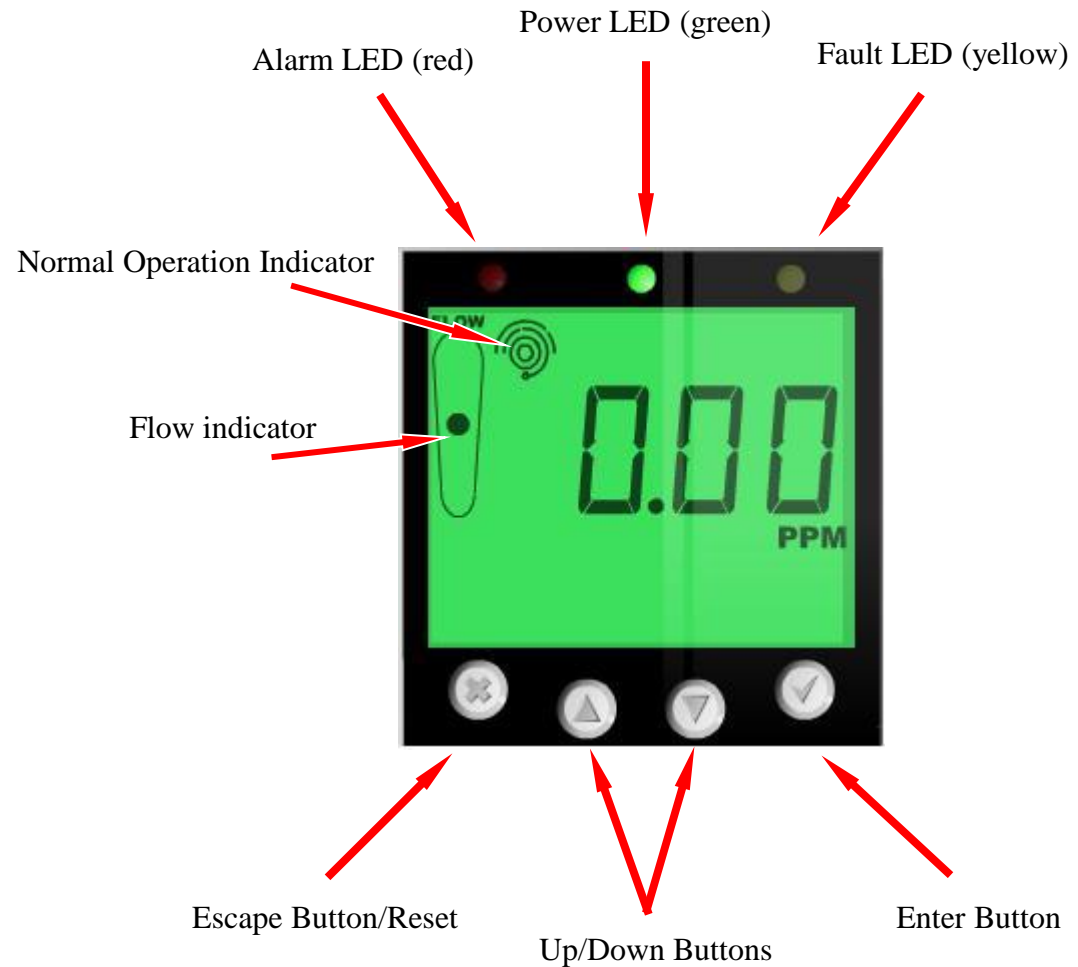 Power LED (green)
Alarm LED (red)
Fault LED (yellow)
Normal Operation Indicator
FLOW
Flow indicator
0.00
PPM
Escape Button/Reset
Enter Button
Up/Down Buttons